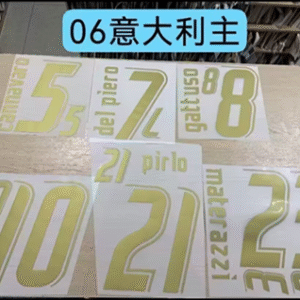 06意大利主
cannavaro
5
5
del piero
7
7
gattuso
8
8
21
pirlo
21
10
materazzi
23